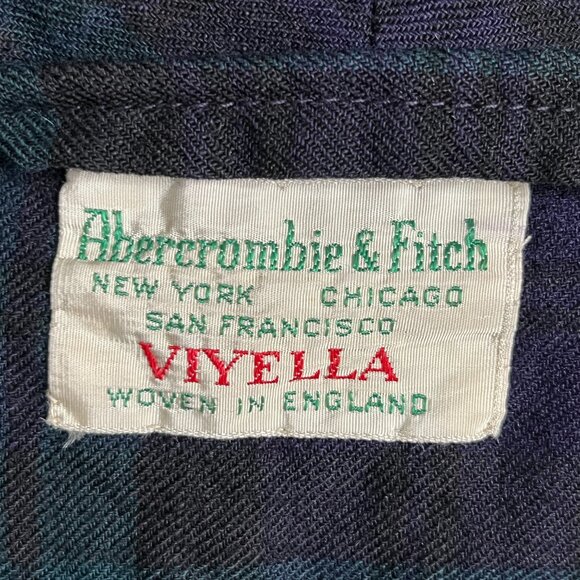 Abercrombie & Fitch
NEW YORK CHICAGO
SAN FRANCISCO
VIYELLA
WOVEN IN ENGLAND